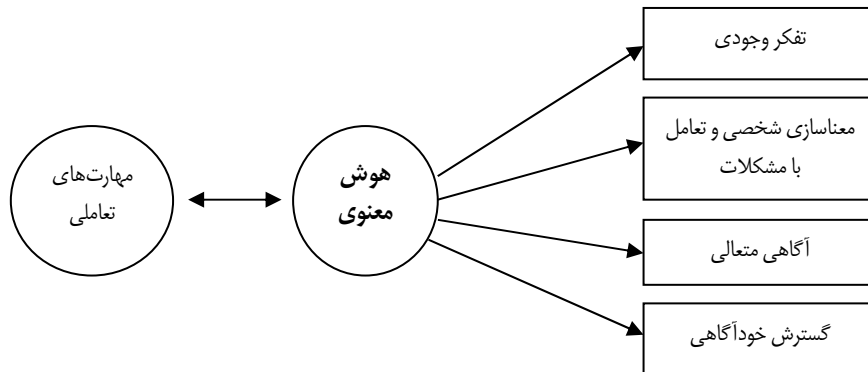 تفکر وجودی
معناسازی شخصی و تعامل
با مشکلات
مهارت‌های
تعاملی
هوش
معنوی
آگاهی متعالی
گسترش خودآگاهی